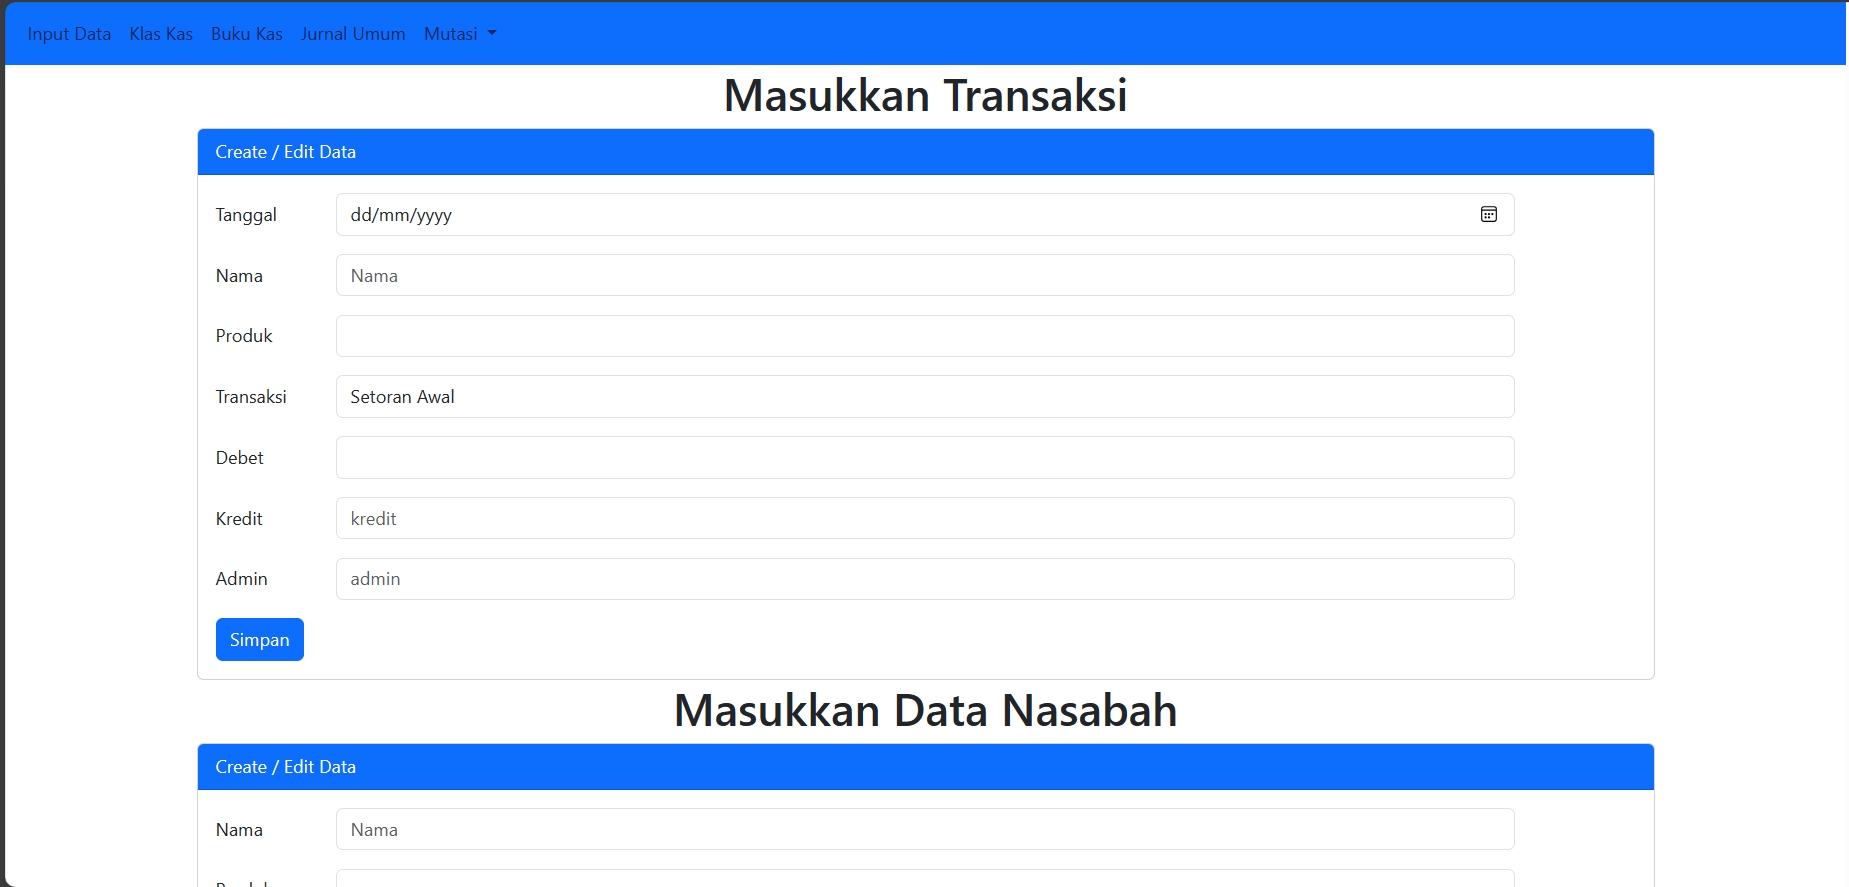 Input Data Klas Kas Buku Kas Jurnal Umum Mutasi
Masukkan Transaksi
Create / Edit Data
Tanggal dd/mm/yyyy
Nama Nama
Produk
Transaksi Setoran Awal
Debet
Kredit kredit
Admin admin
Simpan
Masukkan Data Nasabah
Create / Edit Data
Nama Nama